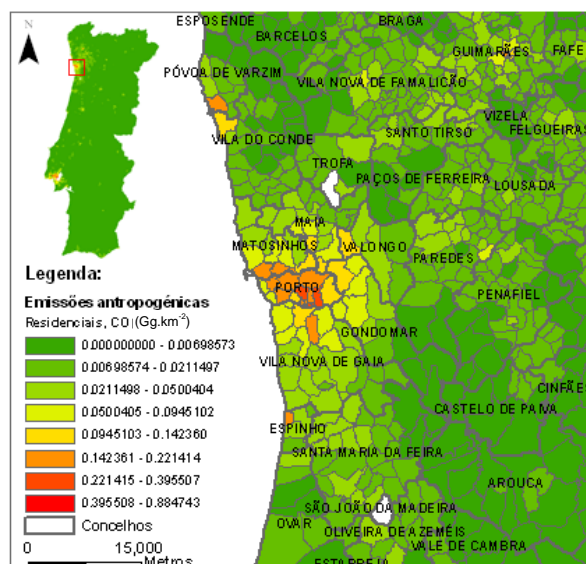 N
ESPOSENDE
BRAGA
BARCELOS
GUIMARÃES
FAFE
PÓVOA DE VARZIM
VILA NOVA DE FAMALICÃO
VIZELA
FELGUEIRAS
VILA DO CONDE
SANTO TIRSO
TROFA
PAÇOS DE FERREIRA
LOUSADA
MAIA
MATOSINHOS
VALONGO
PAREDES
PORTO
PENAFIEL
GONDOMAR
VILA NOVA DE GAIA
CINFÃES
CASTELO DE PAIVA
ESPINHO
SANTA MARIA DA FEIRA
AROUCA
SÃO JOÃO DA MADEIRA
OVAR
OLIVEIRA DE AZEMÉIS
VALE DE CAMBRA
ESTARREJA
Legenda:
Emissões antropogénicas
Residenciais, CO (Gg.km-2)
0.000000000 - 0.00698573
0.00698574 - 0.0211497
0.0211498 - 0.0500404
0.0500405 - 0.0945102
0.0945103 - 0.142360
0.142361 - 0.221414
0.221415 - 0.395507
0.395508 - 0.884743
Concelhos
0 15,000
Metros